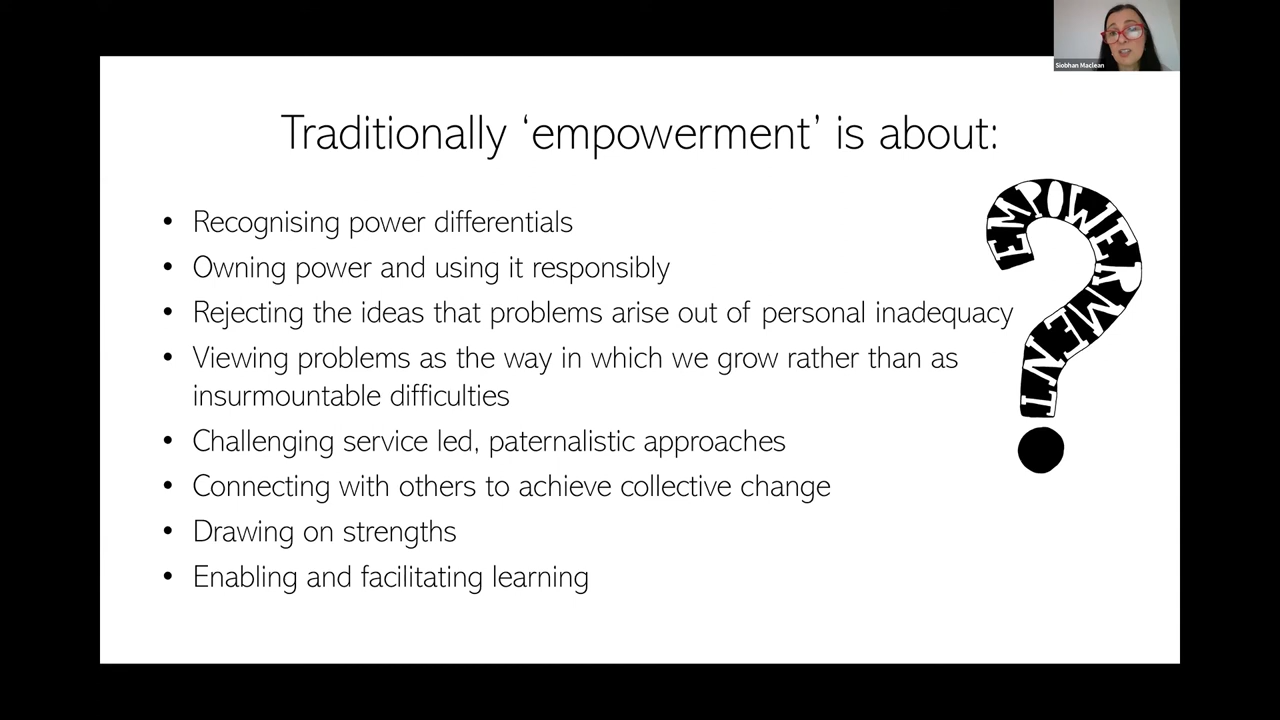 Siobhan Maclean
Traditionally ‘empowerment’ is about:
• Recognising power differentials
• Owning power and using it responsibly
• Rejecting the ideas that problems arise out of personal inadequacy
• Viewing problems as the way in which we grow rather than as
insurmountable difficulties
• Challenging service led, paternalistic approaches
• Connecting with others to achieve collective change
• Drawing on strengths
• Enabling and facilitating learning
EMPOWERMENT